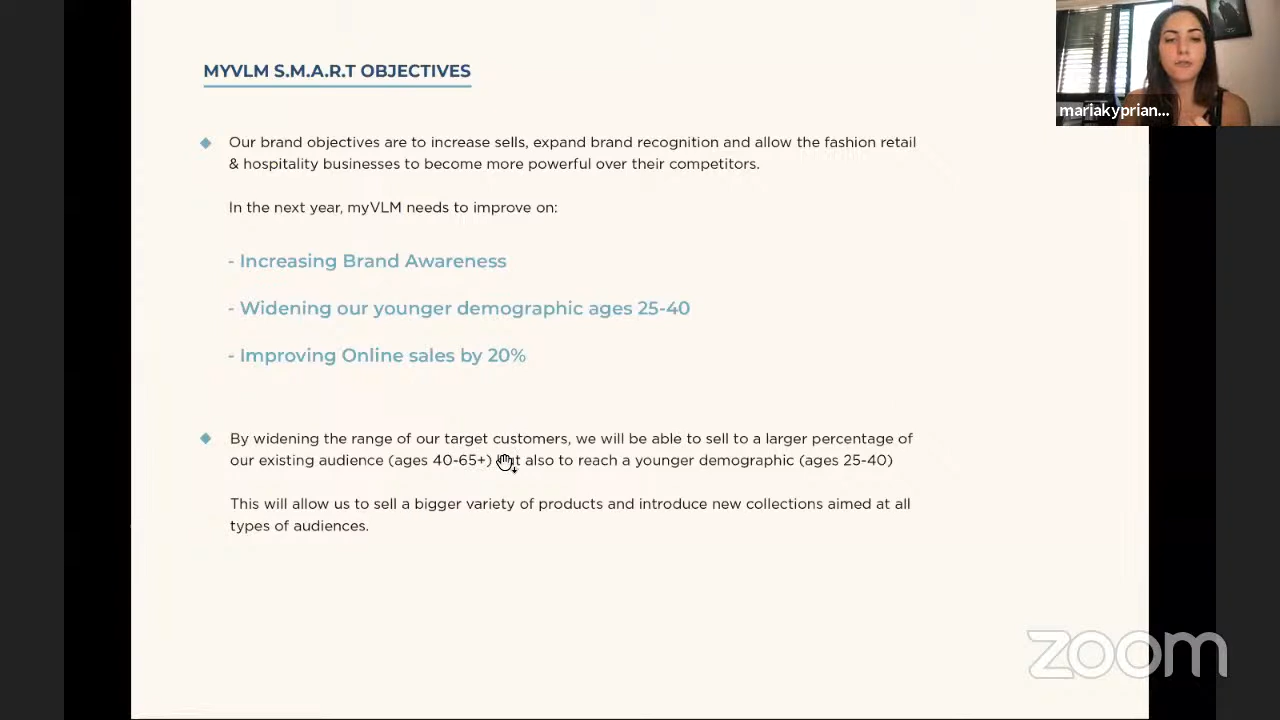 MYVLM S.M.A.R.T OBJECTIVES
mariakyprian...
Our brand objectives are to increase sells, expand brand recognition and allow the fashion retail
& hospitality businesses to become more powerful over their competitors.
In the next year, myVLM needs to improve on:
- Increasing Brand Awareness
- Widening our younger demographic ages 25-40
- Improving Online sales by 20%
By widening the range of our target customers, we will be able to sell to a larger percentage of
our existing audience (ages 40-65+) but also to reach a younger demographic (ages 25-40)
This will allow us to sell a bigger variety of products and introduce new collections aimed at all
types of audiences.
zoom